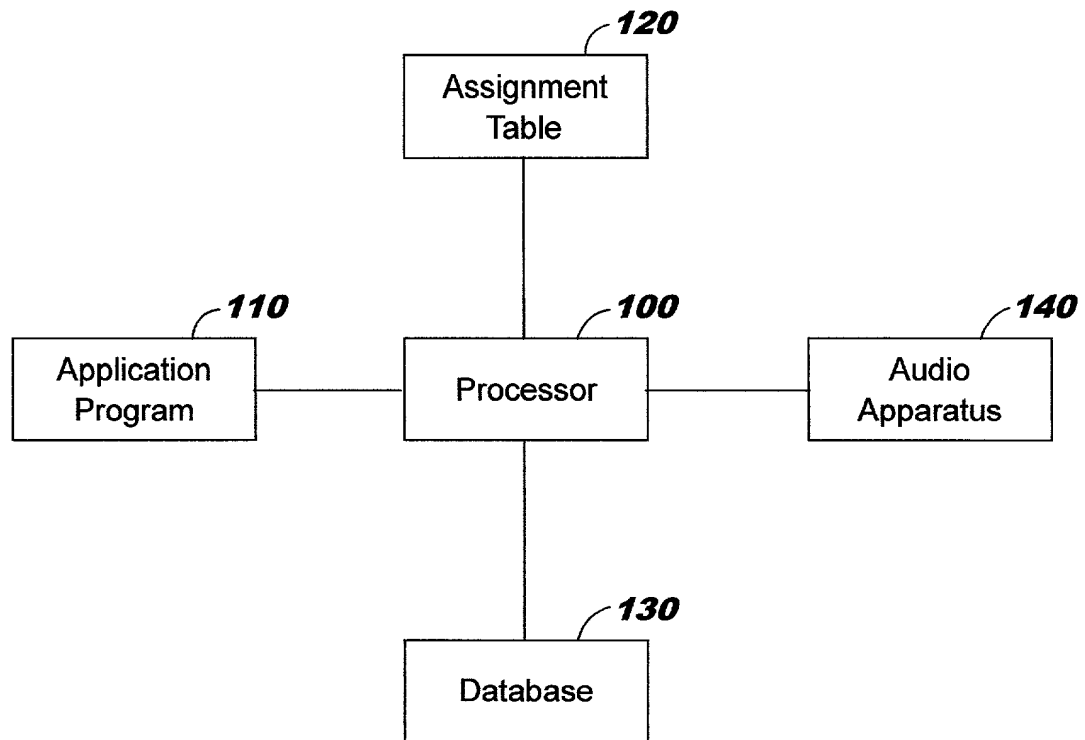 120
Assignment
Table
110
100
140
Application
Program
Processor
Audio
Apparatus
130
Database